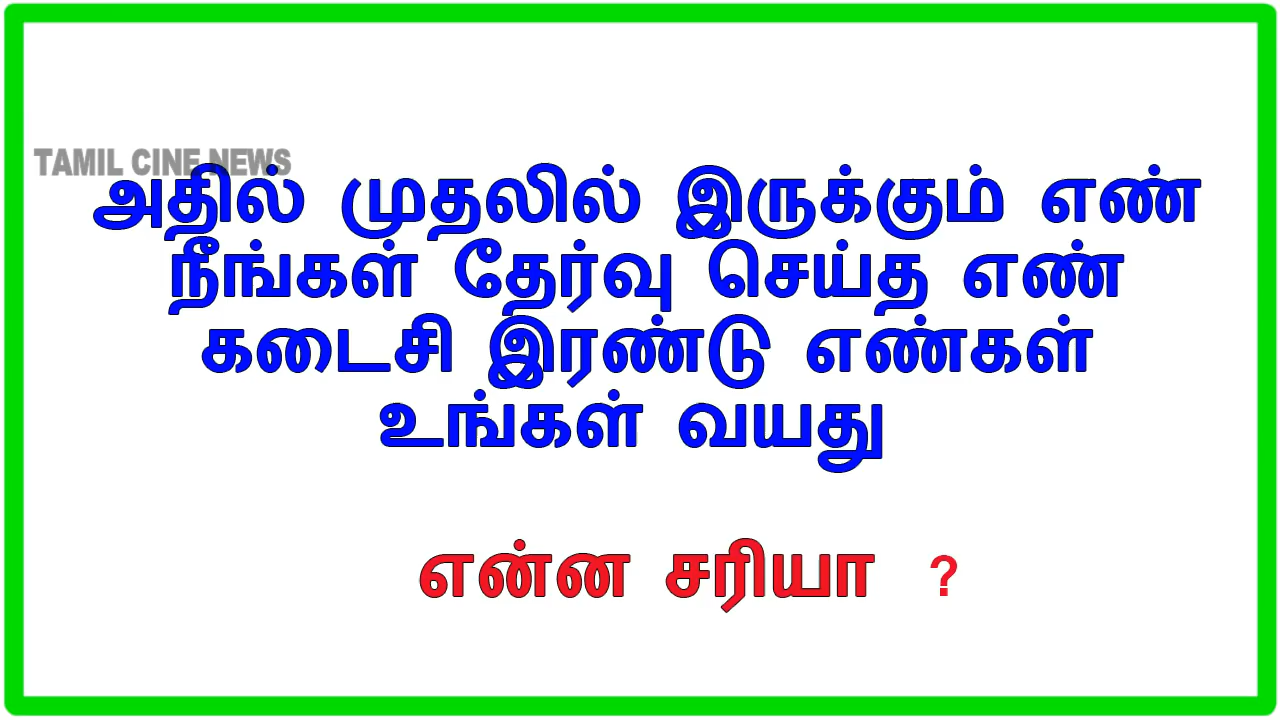 TAMIL CINE NEWS
அதில் முதலில் இருக்கும் எண்
நீங்கள் தேர்வு செய்த எண்
கடைசி இரண்டு எண்கள்
உங்கள் வயது
என்ன சரியா ?